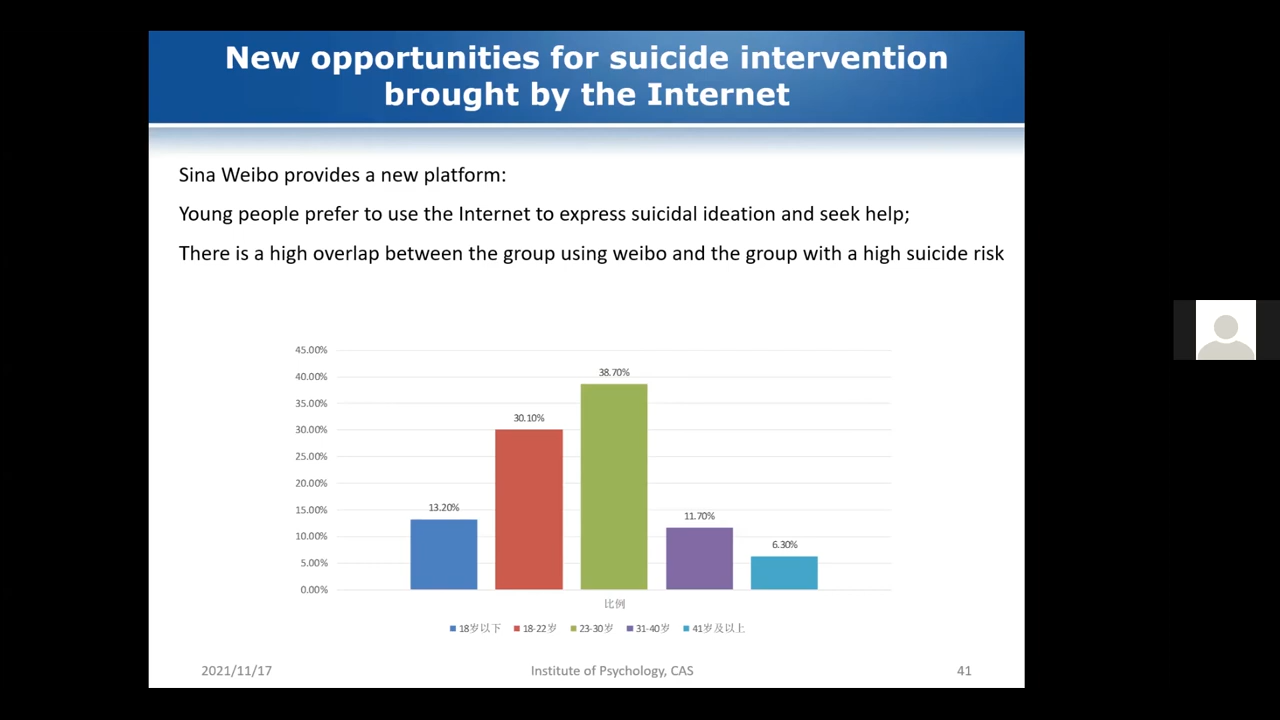 New opportunities for suicide intervention
brought by the Internet
Sina Weibo provides a new platform:
Young people prefer to use the Internet to express suicidal ideation and seek help;
There is a high overlap between the group using weibo and the group with a high suicide risk
45.00%
40.00%
35.00%
30.00%
25.00%
20.00%
15.00%
10.00%
5.00%
0.00%
13.20%
30.10%
38.70%
11.70%
6.30%
比例
18岁以下 18-22岁 23-30岁 31-40岁 41岁及以上
2021/11/17 Institute of Psychology, CAS 41